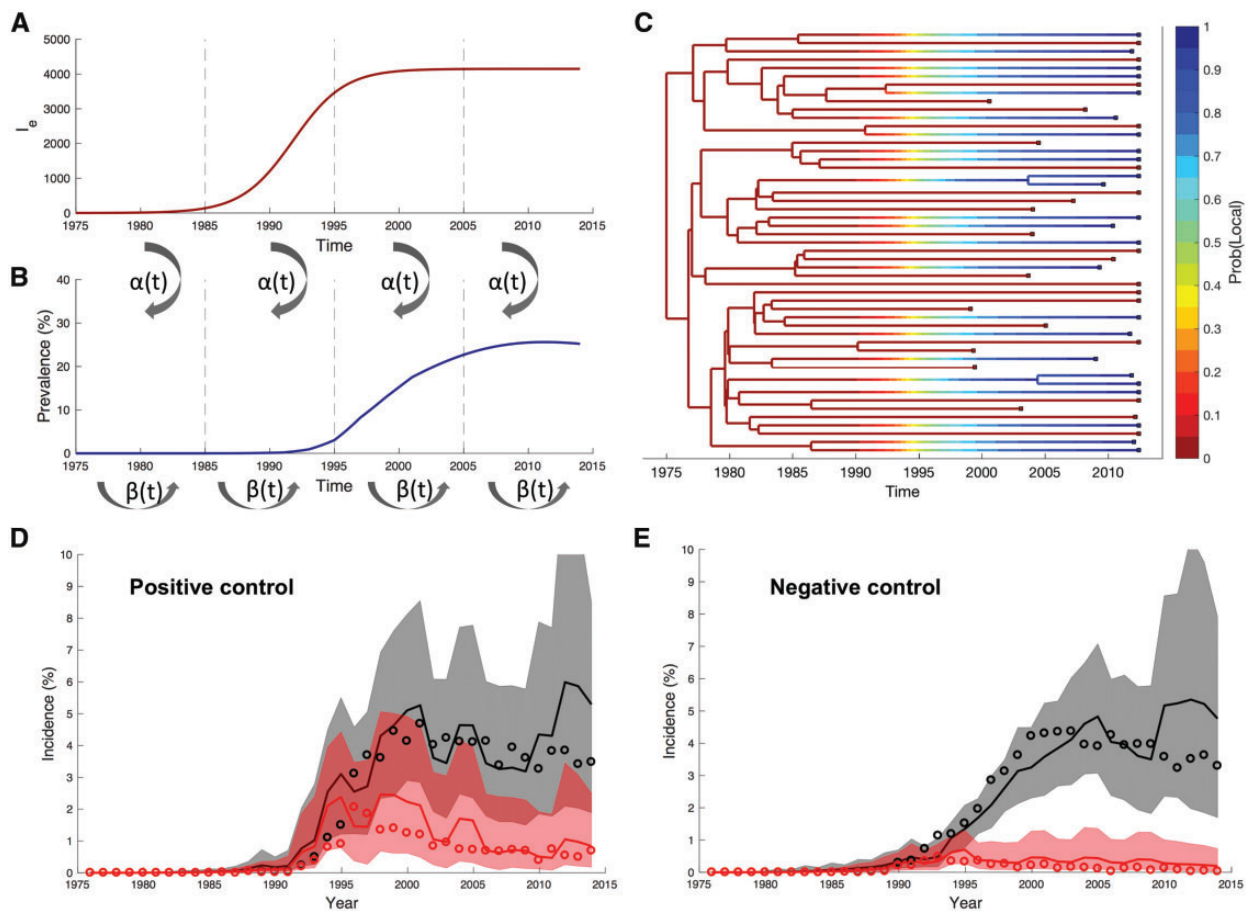 A
5000
4000
3000
2000
1000
0
I_e
1975 1980 1985 1990 1995 2000 2005 2010 2015
Time
α(t) α(t) α(t) α(t)
B
40
30
20
10
0
Prevalence (%)
1975 1980 1985 1990 1995 2000 2005 2010 2015
Time
β(t) β(t) β(t) β(t)
C
1975 1980 1985 1990 1995 2000 2005 2010
Time
1
0.9
0.8
0.7
0.6
0.5
0.4
0.3
0.2
0.1
0
Prob(Local)
D
Positive control
10
9
8
7
6
5
4
3
2
1
0
Incidence (%)
1975 1980 1985 1990 1995 2000 2005 2010 2015
Year
E
Negative control
10
9
8
7
6
5
4
3
2
1
0
Incidence (%)
1975 1980 1985 1990 1995 2000 2005 2010 2015
Year